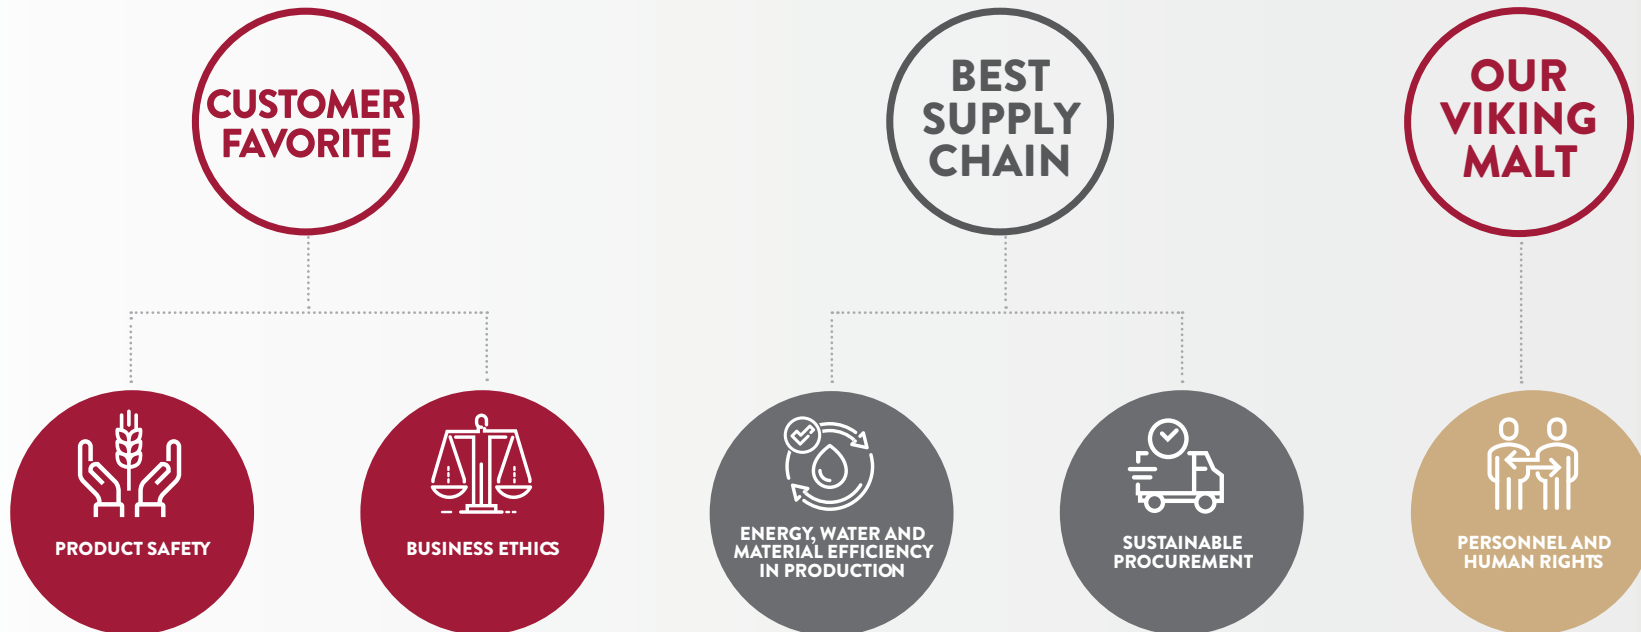 CUSTOMER
FAVORITE
BEST
SUPPLY
CHAIN
OUR
VIKING
MALT
PRODUCT SAFETY
BUSINESS ETHICS
ENERGY, WATER AND
MATERIAL EFFICIENCY
IN PRODUCTION
SUSTAINABLE
PROCUREMENT
PERSONNEL AND
HUMAN RIGHTS